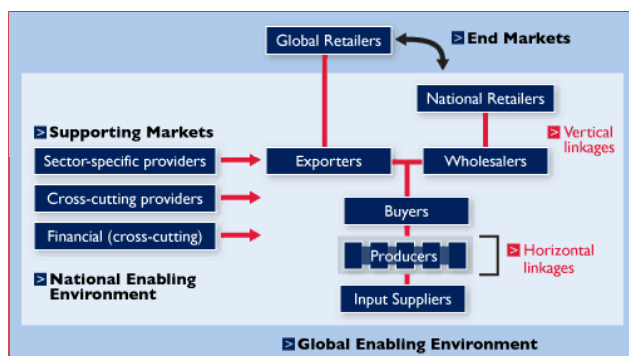 Global Retailers
End Markets
National Retailers
Supporting Markets
Vertical
linkages
Sector-specific providers
Exporters
Wholesalers
Cross-cutting providers
Buyers
Financial (cross-cutting)
Producers
Horizontal
linkages
National Enabling
Environment
Input Suppliers
Global Enabling Environment